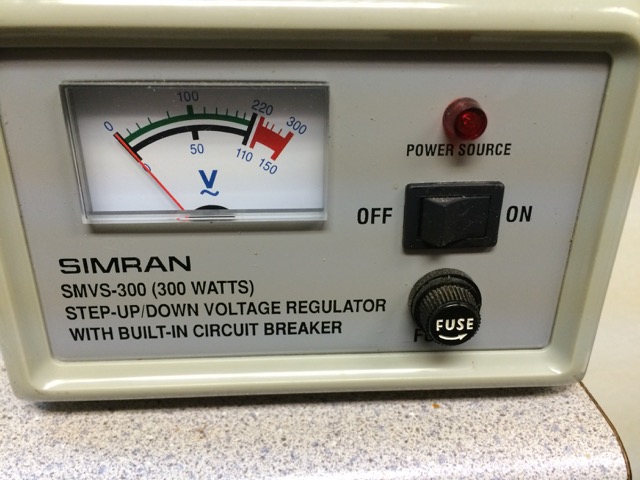 0 100 220 300
0 50 110 150
V
~
POWER SOURCE
OFF ON
SIMRAN
SMVS-300 (300 WATTS)
STEP-UP/DOWN VOLTAGE REGULATOR
WITH BUILT-IN CIRCUIT BREAKER
FUSE